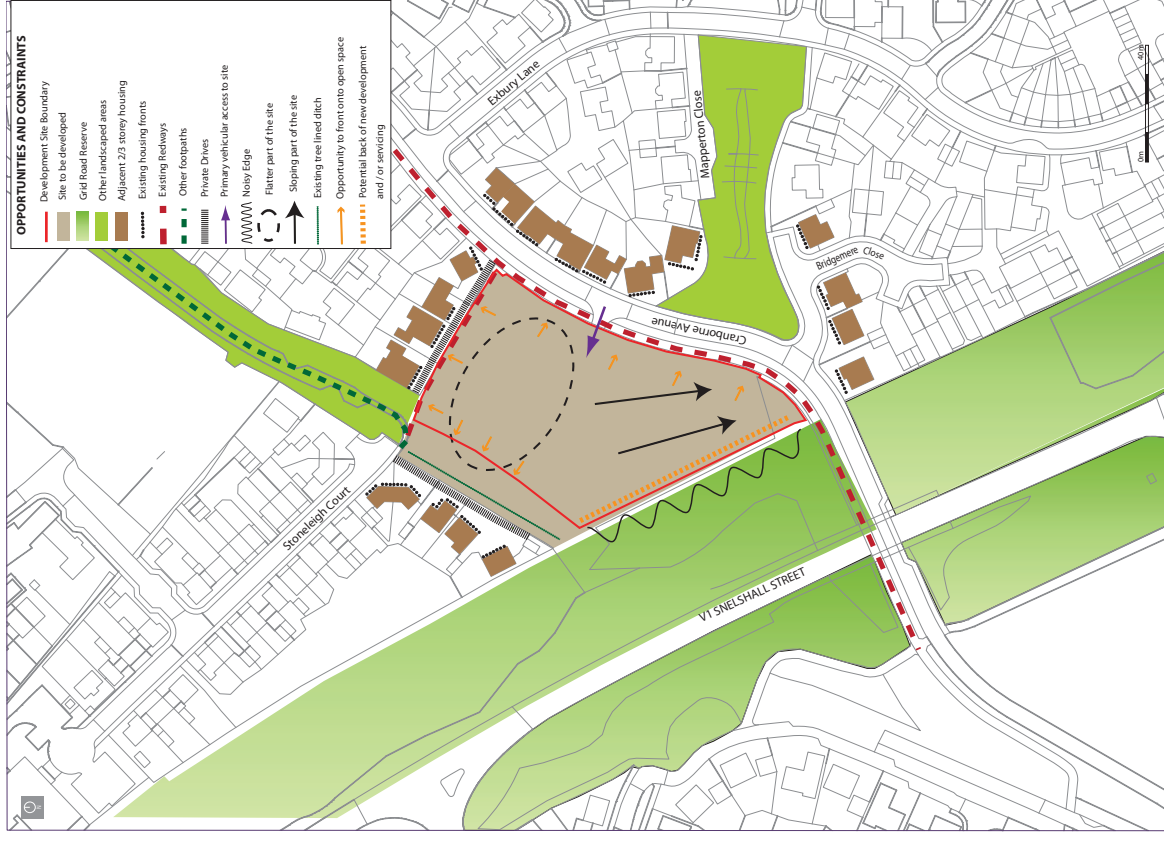 OPPORTUNITIES AND CONSTRAINTS
Development Site Boundary
Site to be developed
Grid Road Reserve
Other landscaped areas
Adjacent 2/3 storey housing
Existing housing fronts
Existing Redways
Other footpaths
Private Drives
Primary vehicular access to site
Noisy Edge
Flatter part of the site
Sloping part of the site
Existing tree lined ditch
Opportunity to front onto open space
Potential back of new development
and / or servicing
Exbury Lane
Mapperton Close
Bridgemere Close
Cranborne Avenue
Stoneleigh Court
V1 SNELSHALL STREET
0m
40m
N